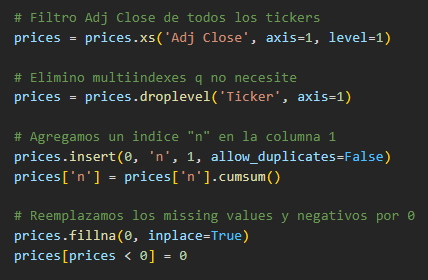 # Filtro Adj Close de todos los tickers
prices = prices.xs('Adj Close', axis=1, level=1)
# Elimino multiindexes q no necesite
prices = prices.droplevel('Ticker', axis=1)
# Agregamos un indice "n" en la columna 1
prices.insert(0, 'n', 1, allow_duplicates=False)
prices['n'] = prices['n'].cumsum()
# Reemplazamos los missing values y negativos por 0
prices.fillna(0, inplace=True)
prices[prices < 0] = 0